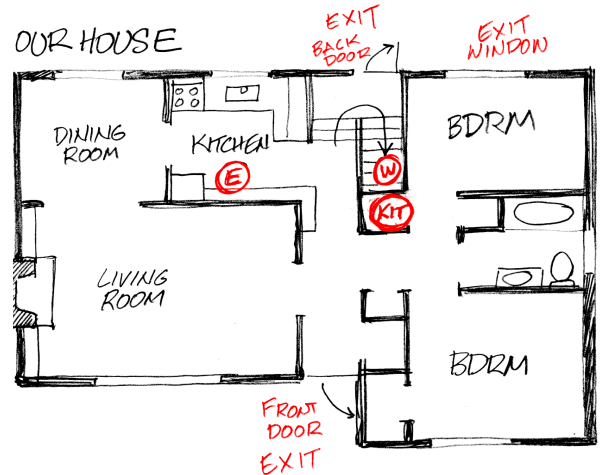 OUR HOUSE
EXIT
BACK
DOOR
EXIT
WINDOW
DINING
ROOM
KITCHEN
BDRM
E
W
KIT
LIVING
ROOM
BDRM
FRONT
DOOR
EXIT